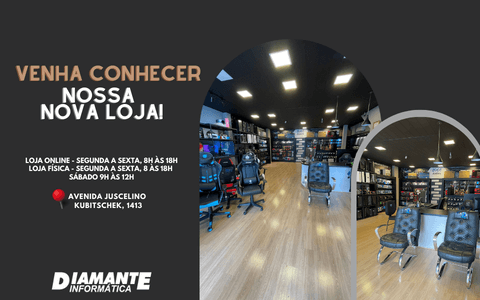 VENHA CONHECER
NOSSA
NOVA LOJA!
LOJA ONLINE - SEGUNDA A SEXTA, 8H ÀS 18H
LOJA FÍSICA - SEGUNDA A SEXTA, 8 ÀS 18H
SÁBADO 9H ÀS 12H
AVENIDA JUSCELINO
KUBITSCHEK, 1413
DIAMANTE
INFORMÁTICA